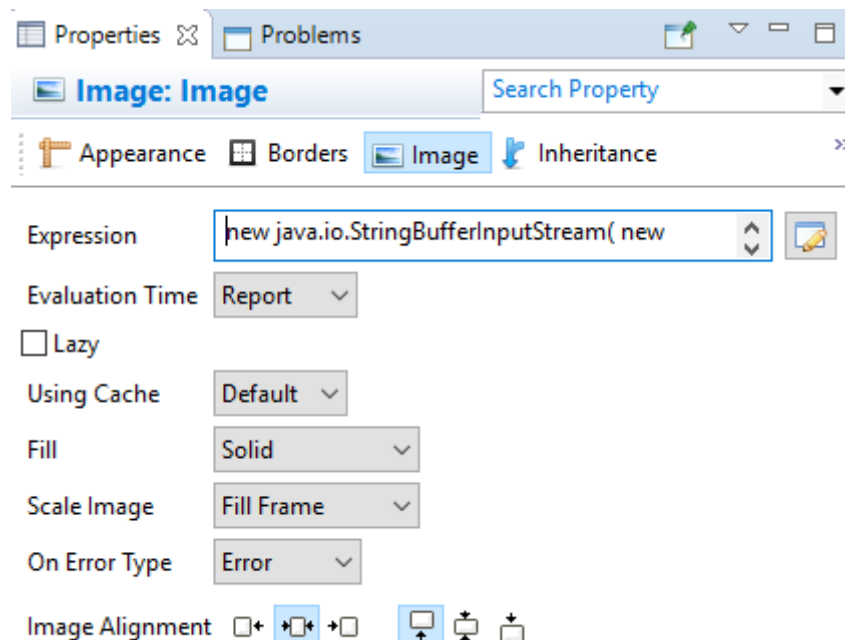 Properties Problems
Image: Image Search Property
Appearance Borders Image Inheritance
Expression new java.io.StringBufferInputStream( new
Evaluation Time Report
Lazy
Using Cache Default
Fill Solid
Scale Image Fill Frame
On Error Type Error
Image Alignment